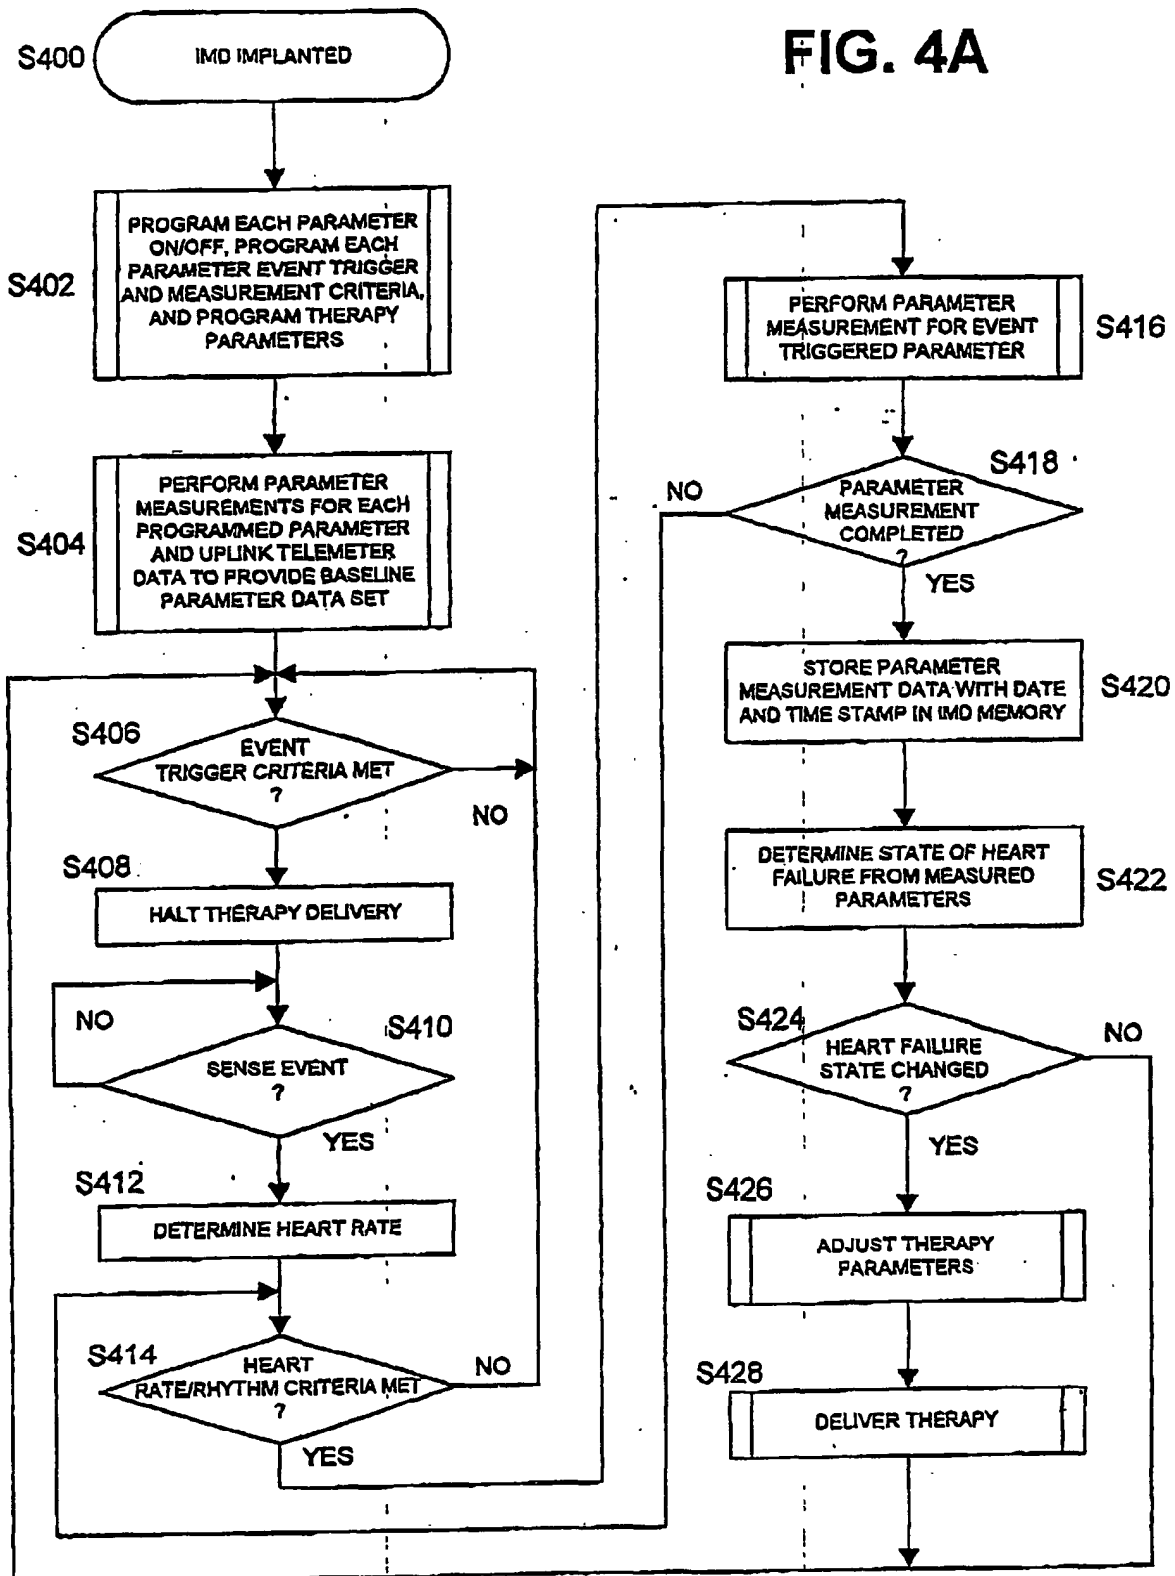 FIG. 4A
S400
IMD IMPLANTED
S402
PROGRAM EACH PARAMETER
ON/OFF, PROGRAM EACH
PARAMETER EVENT TRIGGER
AND MEASUREMENT CRITERIA,
AND PROGRAM THERAPY
PARAMETERS
S404
PERFORM PARAMETER
MEASUREMENTS FOR EACH
PROGRAMMED PARAMETER
AND UPLINK TELEMETER
DATA TO PROVIDE BASELINE
PARAMETER DATA SET
S406
EVENT
TRIGGER CRITERIA MET
?
NO
S408
HALT THERAPY DELIVERY
NO
S410
SENSE EVENT
?
YES
S412
DETERMINE HEART RATE
S414
HEART
RATE/RHYTHM CRITERIA MET
?
NO
YES
PERFORM PARAMETER
MEASUREMENT FOR EVENT
TRIGGERED PARAMETER
S416
S418
NO
PARAMETER
MEASUREMENT
COMPLETED
?
YES
STORE PARAMETER
MEASUREMENT DATA WITH DATE
AND TIME STAMP IN IMD MEMORY
S420
DETERMINE STATE OF HEART
FAILURE FROM MEASURED
PARAMETERS
S422
S424
HEART FAILURE
STATE CHANGED
?
NO
YES
S426
ADJUST THERAPY
PARAMETERS
S428
DELIVER THERAPY